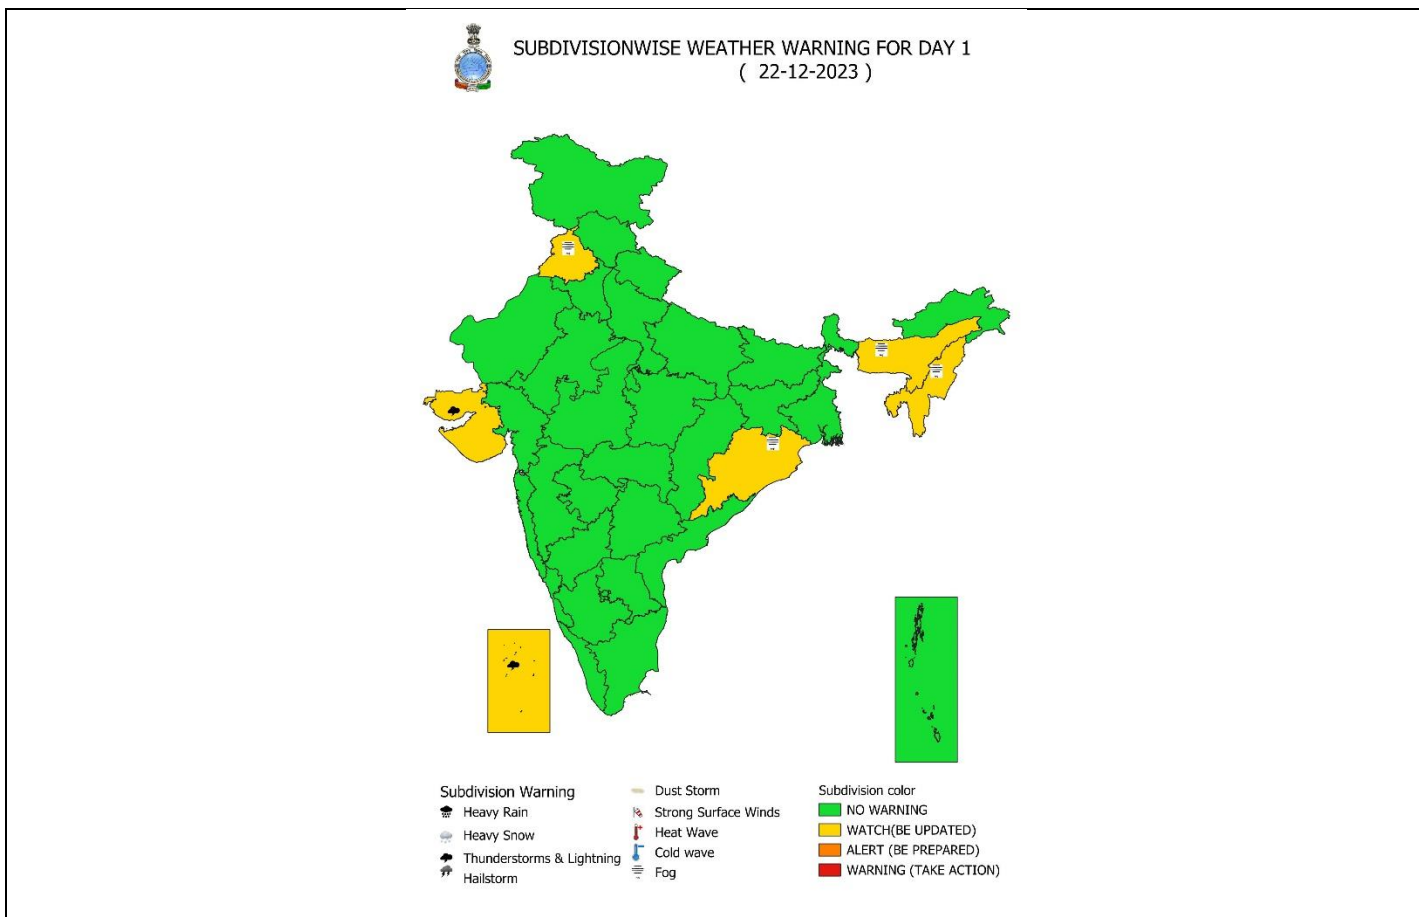 SUBDIVISIONWISE WEATHER WARNING FOR DAY 1
( 22-12-2023 )
Subdivision Warning
Heavy Rain
Heavy Snow
Thunderstorms & Lightning
Hailstorm
Dust Storm
Strong Surface Winds
Heat Wave
Cold wave
Fog
Subdivision color
NO WARNING
WATCH(BE UPDATED)
ALERT (BE PREPARED)
WARNING (TAKE ACTION)